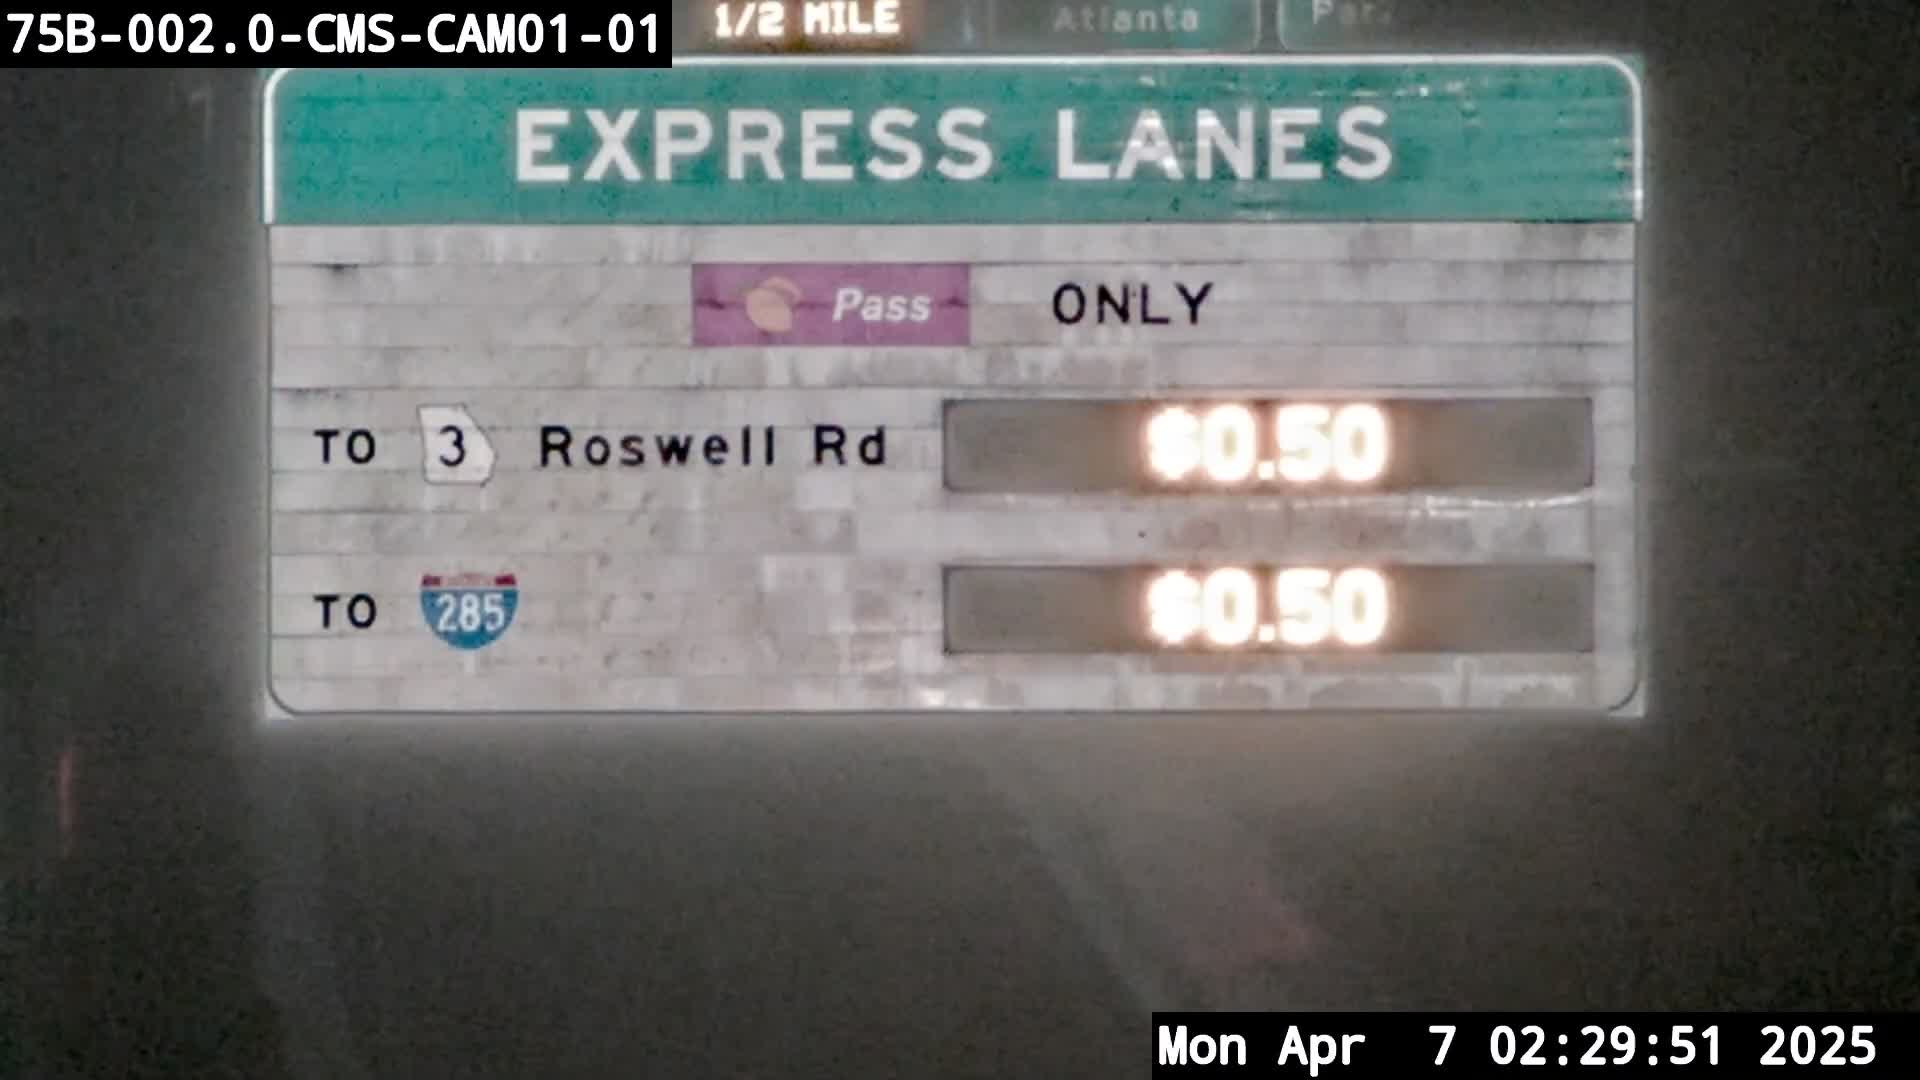 75B-002.0-CMS-CAM01-01
1/2 MILE
Atlanta
EXPRESS LANES
Pass ONLY
TO 3 Roswell Rd $0.50
TO 285 $0.50
Mon Apr 7 02:29:51 2025